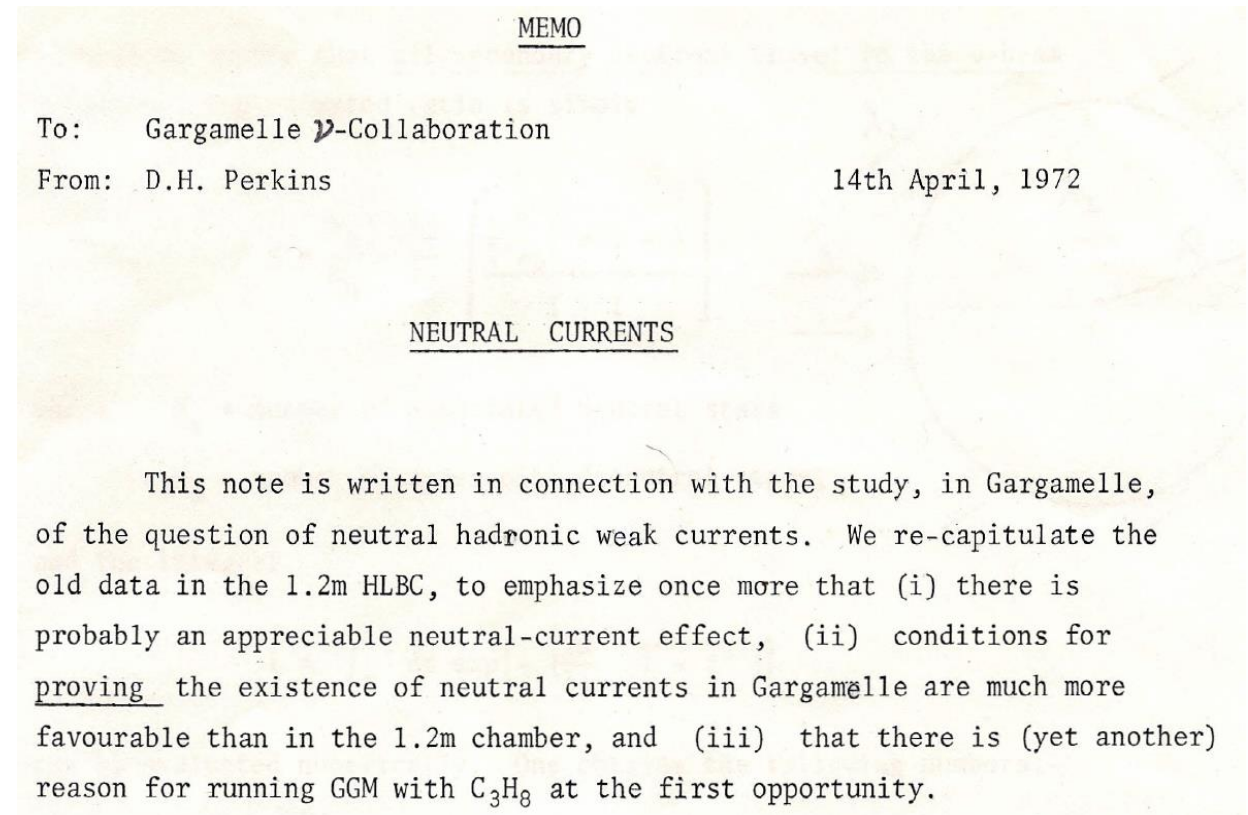 MEMO
To: Gargamelle ν-Collaboration
From: D.H. Perkins 14th April, 1972
NEUTRAL CURRENTS
This note is written in connection with the study, in Gargamelle,
of the question of neutral hadronic weak currents. We re-capitulate the
old data in the 1.2m HLBC, to emphasize once more that (i) there is
probably an appreciable neutral-current effect, (ii) conditions for
proving the existence of neutral currents in Gargamelle are much more
favourable than in the 1.2m chamber, and (iii) that there is (yet another)
reason for running GGM with C₃H₈ at the first opportunity.